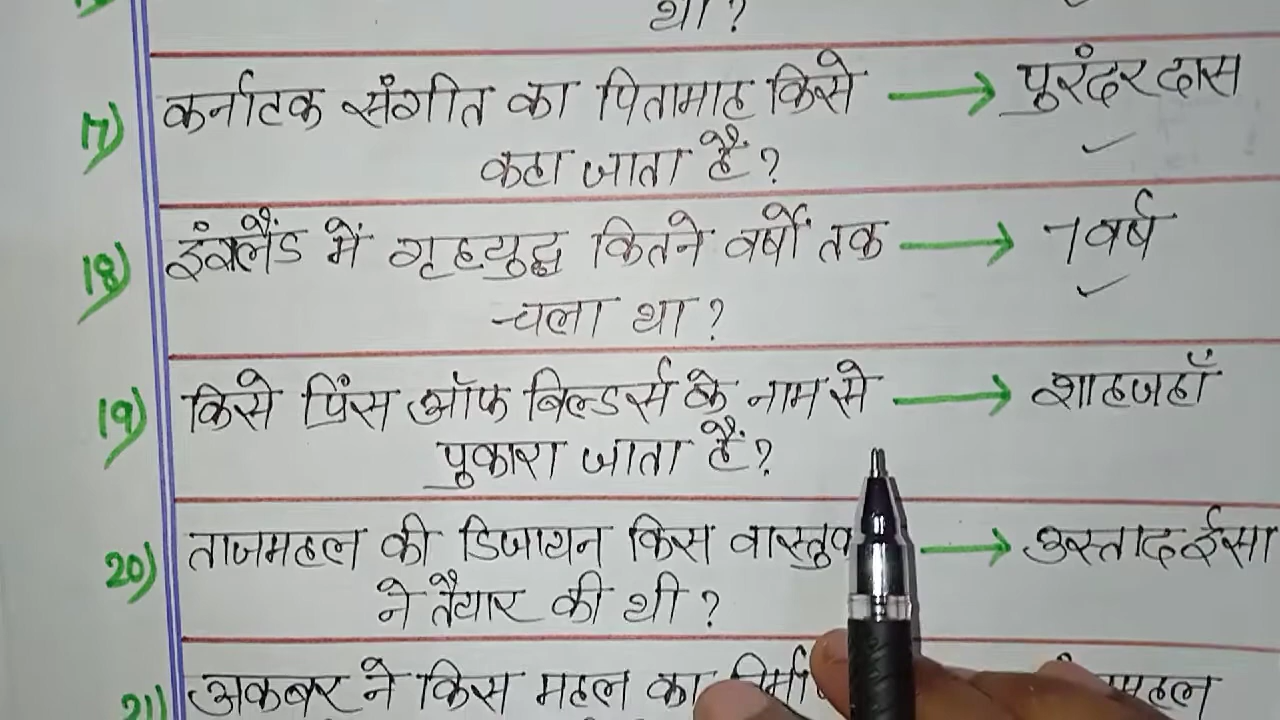 था?
17) कर्नाटक संगीत का पितामाह किसे → पुरंदर दास
कहा जाता है?
18) इंग्लैंड में गृहयुद्ध कितने वर्षों तक → 7 वर्ष
चला था?
19) किसे प्रिंस ऑफ बिल्डर्स के नाम से → शाहजहाँ
पुकारा जाता है?
20) ताजमहल की डिजायन किस → उस्ताद ईसा
ने तैयार की थी?
21) अकबर ने किस महल का